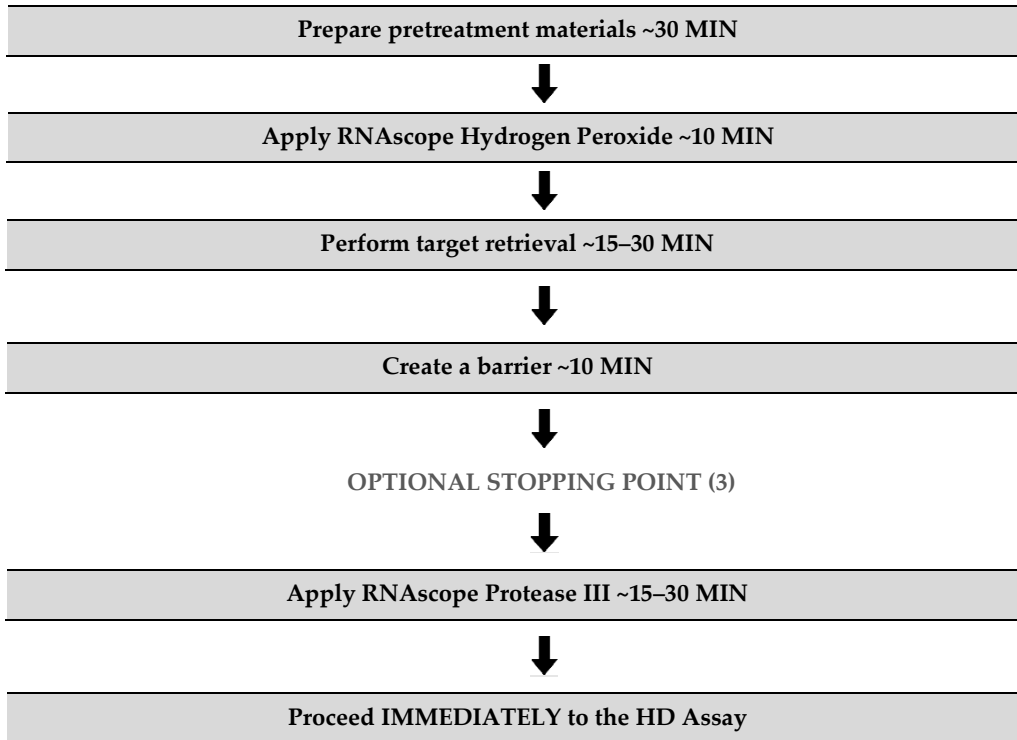 Prepare pretreatment materials ~30 MIN
Apply RNAscope Hydrogen Peroxide ~10 MIN
Perform target retrieval ~15–30 MIN
Create a barrier ~10 MIN
OPTIONAL STOPPING POINT (3)
Apply RNAscope Protease III ~15–30 MIN
Proceed IMMEDIATELY to the HD Assay